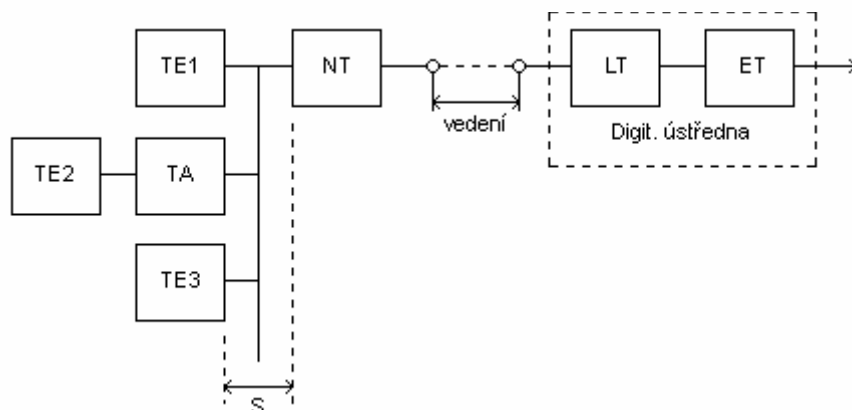 TE1
NT
LT
ET
vedení
Digit. ústředna
TE2
TA
TE3
S